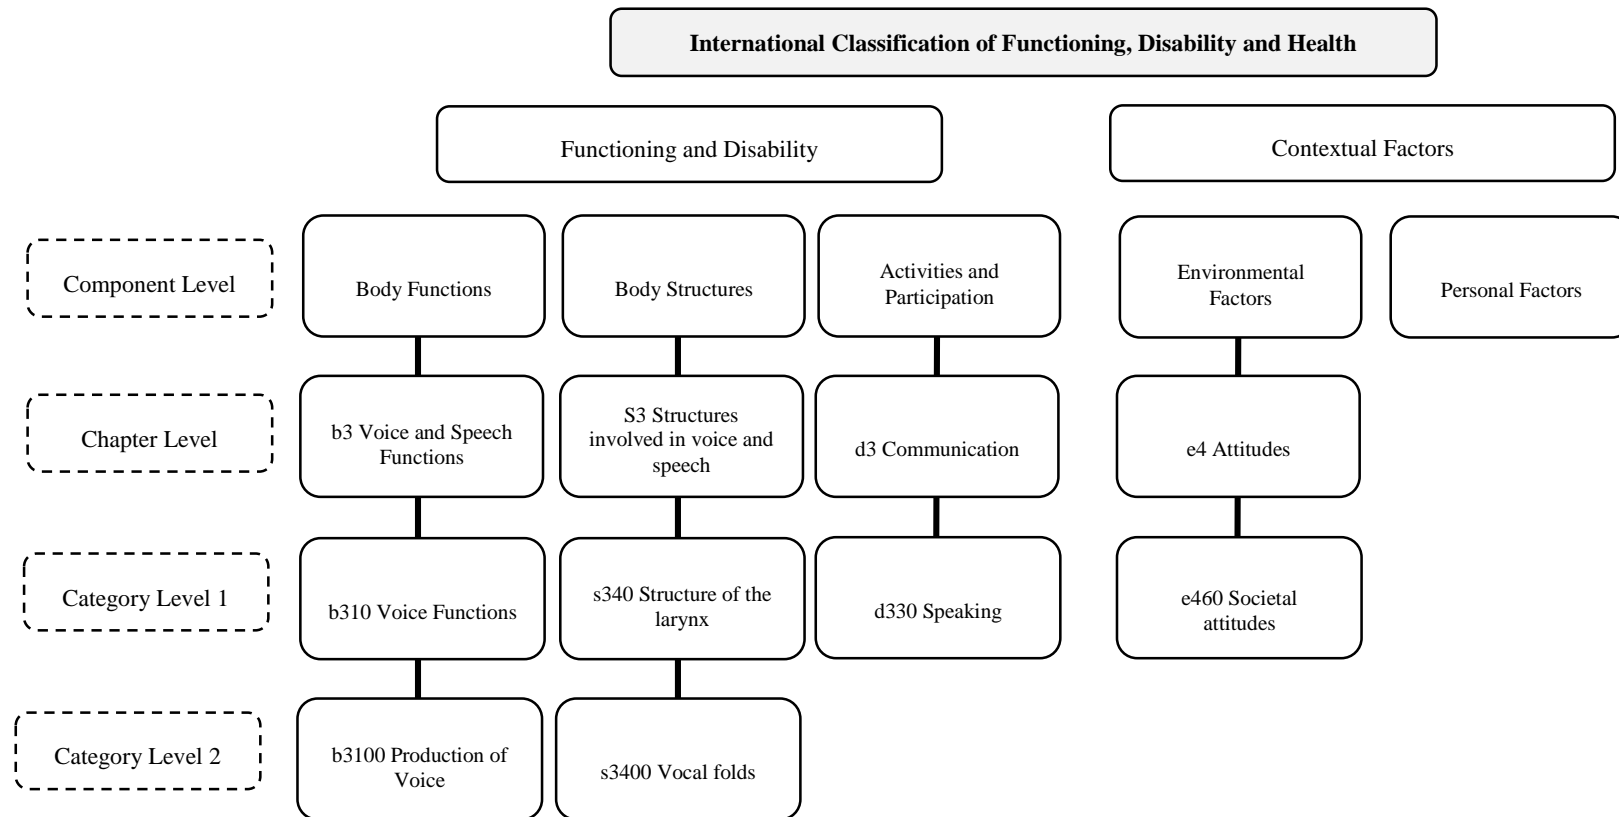 International Classification of Functioning, Disability and Health
Functioning and Disability
Contextual Factors
Component Level
Body Functions
Body Structures
Activities and
Participation
Environmental
Factors
Personal Factors
Chapter Level
b3 Voice and Speech
Functions
S3 Structures
involved in voice and
speech
d3 Communication
e4 Attitudes
Category Level 1
b310 Voice Functions
s340 Structure of the
larynx
d330 Speaking
e460 Societal
attitudes
Category Level 2
b3100 Production of
Voice
s3400 Vocal folds